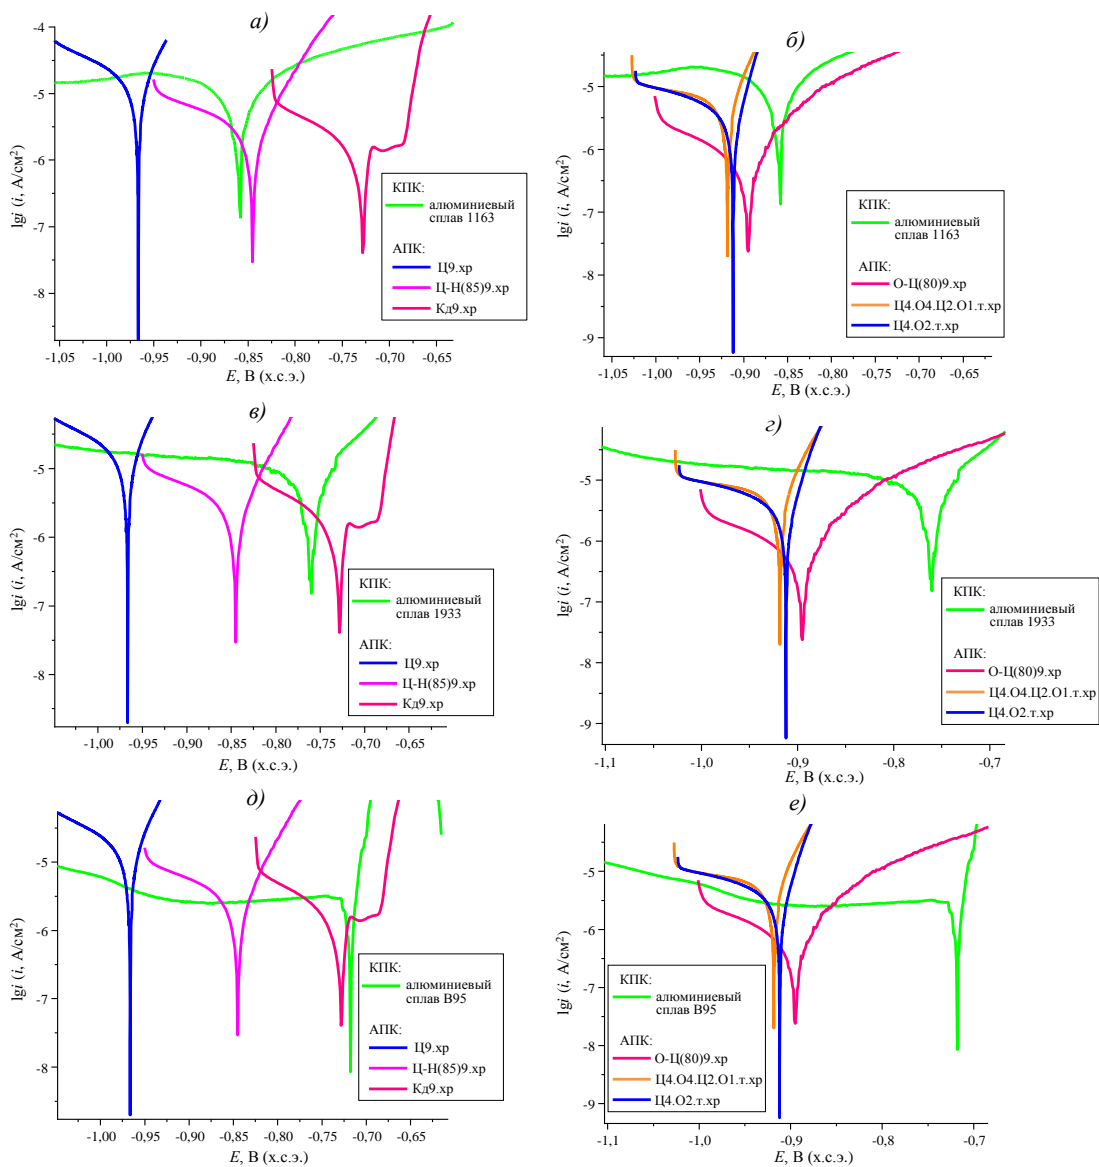 а)
lgi (i, А/см²)
-4
-5
-6
-7
-8
КПК:
алюминиевый
сплав 1163
АПК:
Ц9.хр
Ц-Н(85)9.хр
Кд9.хр
-1,05 -1,00 -0,95 -0,90 -0,85 -0,80 -0,75 -0,70 -0,65
E, В (х.с.э.)
б)
lgi (i, А/см²)
-5
-6
-7
-8
-9
КПК:
алюминиевый
сплав 1163
АПК:
О-Ц(80)9.хр
Ц4.О4.Ц2.О1.т.хр
Ц4.О2.т.хр
-1,05 -1,00 -0,95 -0,90 -0,85 -0,80 -0,75 -0,70 -0,65
E, В (х.с.э.)
в)
lgi (i, А/см²)
-5
-6
-7
-8
КПК:
алюминиевый
сплав 1933
АПК:
Ц9.хр
Ц-Н(85)9.хр
Кд9.хр
-1,00 -0,95 -0,90 -0,85 -0,80 -0,75 -0,70 -0,65
E, В (х.с.э.)
г)
lgi (i, А/см²)
-5
-6
-7
-8
-9
КПК:
алюминиевый
сплав 1933
АПК:
О-Ц(80)9.хр
Ц4.О4.Ц2.О1.т.хр
Ц4.О2.т.хр
-1,1 -1,0 -0,9 -0,8 -0,7
E, В (х.с.э.)
д)
lgi (i, А/см²)
-5
-6
-7
-8
КПК:
алюминиевый
сплав В95
АПК:
Ц9.хр
Ц-Н(85)9.хр
Кд9.хр
-1,00 -0,95 -0,90 -0,85 -0,80 -0,75 -0,70 -0,65
E, В (х.с.э.)
е)
lgi (i, А/см²)
-5
-6
-7
-8
-9
КПК:
алюминиевый
сплав В95
АПК:
О-Ц(80)9.хр
Ц4.О4.Ц2.О1.т.хр
Ц4.О2.т.хр
-1,1 -1,0 -0,9 -0,8 -0,7
E, В (х.с.э.)